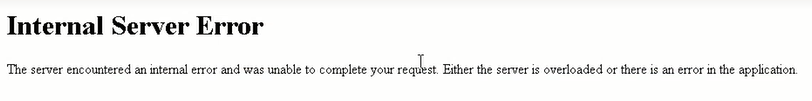 Internal Server Error
The server encountered an internal error and was unable to complete your request. Either the server is overloaded or there is an error in the application.